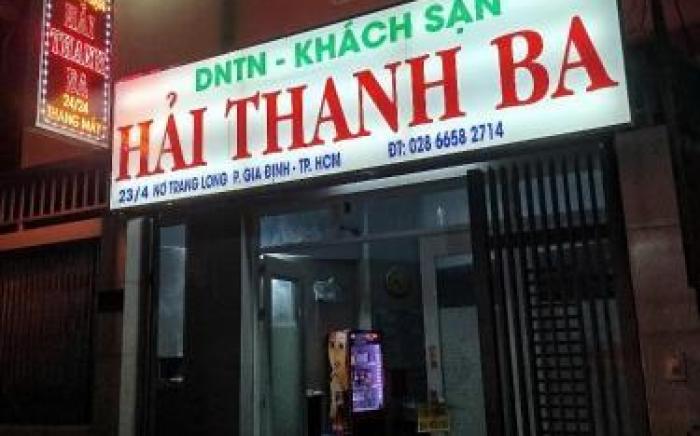 HẢI
THANH
BA
24/24
THANG MÁY
DNTN - KHÁCH SẠN
HẢI THANH BA
23/4 NƠ TRANG LONG P. GIA ĐỊNH - TP. HCM ĐT: 028 6658 2714